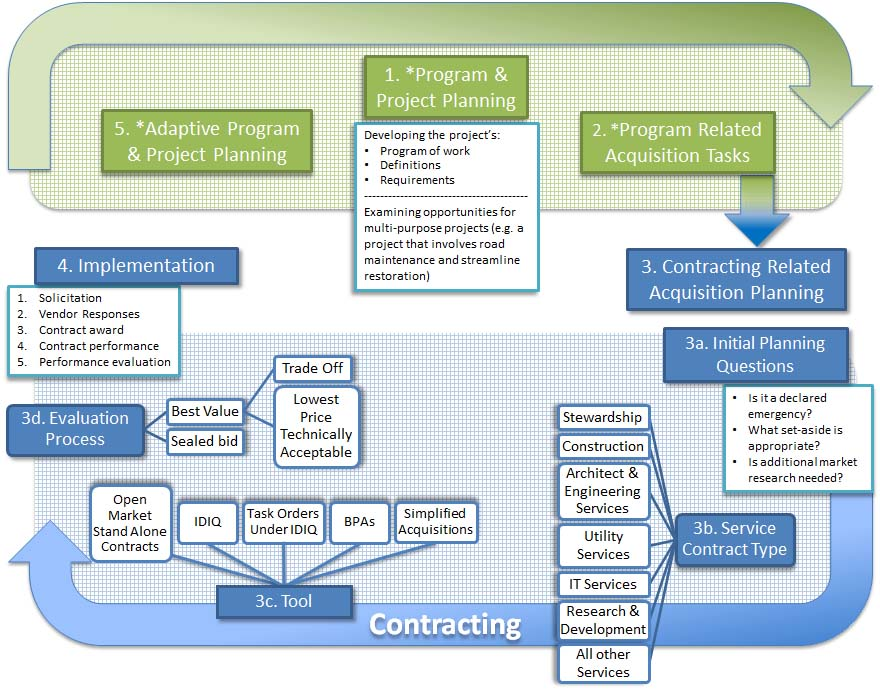 1. *Program &
Project Planning
5. *Adaptive Program
& Project Planning
2. *Program Related
Acquisition Tasks
Developing the project's:
• Program of work
• Definitions
• Requirements
-----------------------------------------
Examining opportunities for
multi-purpose projects (e.g. a
project that involves road
maintenance and streamline
restoration)
4. Implementation
1. Solicitation
2. Vendor Responses
3. Contract award
4. Contract performance
5. Performance evaluation
3. Contracting Related
Acquisition Planning
3a. Initial Planning
Questions
• Is it a declared
emergency?
• What set-aside is
appropriate?
• Is additional market
research needed?
3d. Evaluation
Process
Best Value
Sealed bid
Trade Off
Lowest
Price
Technically
Acceptable
Stewardship
Construction
Architect &
Engineering
Services
Utility
Services
IT Services
Research &
Development
All other
Services
3b. Service
Contract Type
Open
Market
Stand Alone
Contracts
IDIQ
Task Orders
Under IDIQ
BPAs
Simplified
Acquisitions
3c. Tool
Contracting